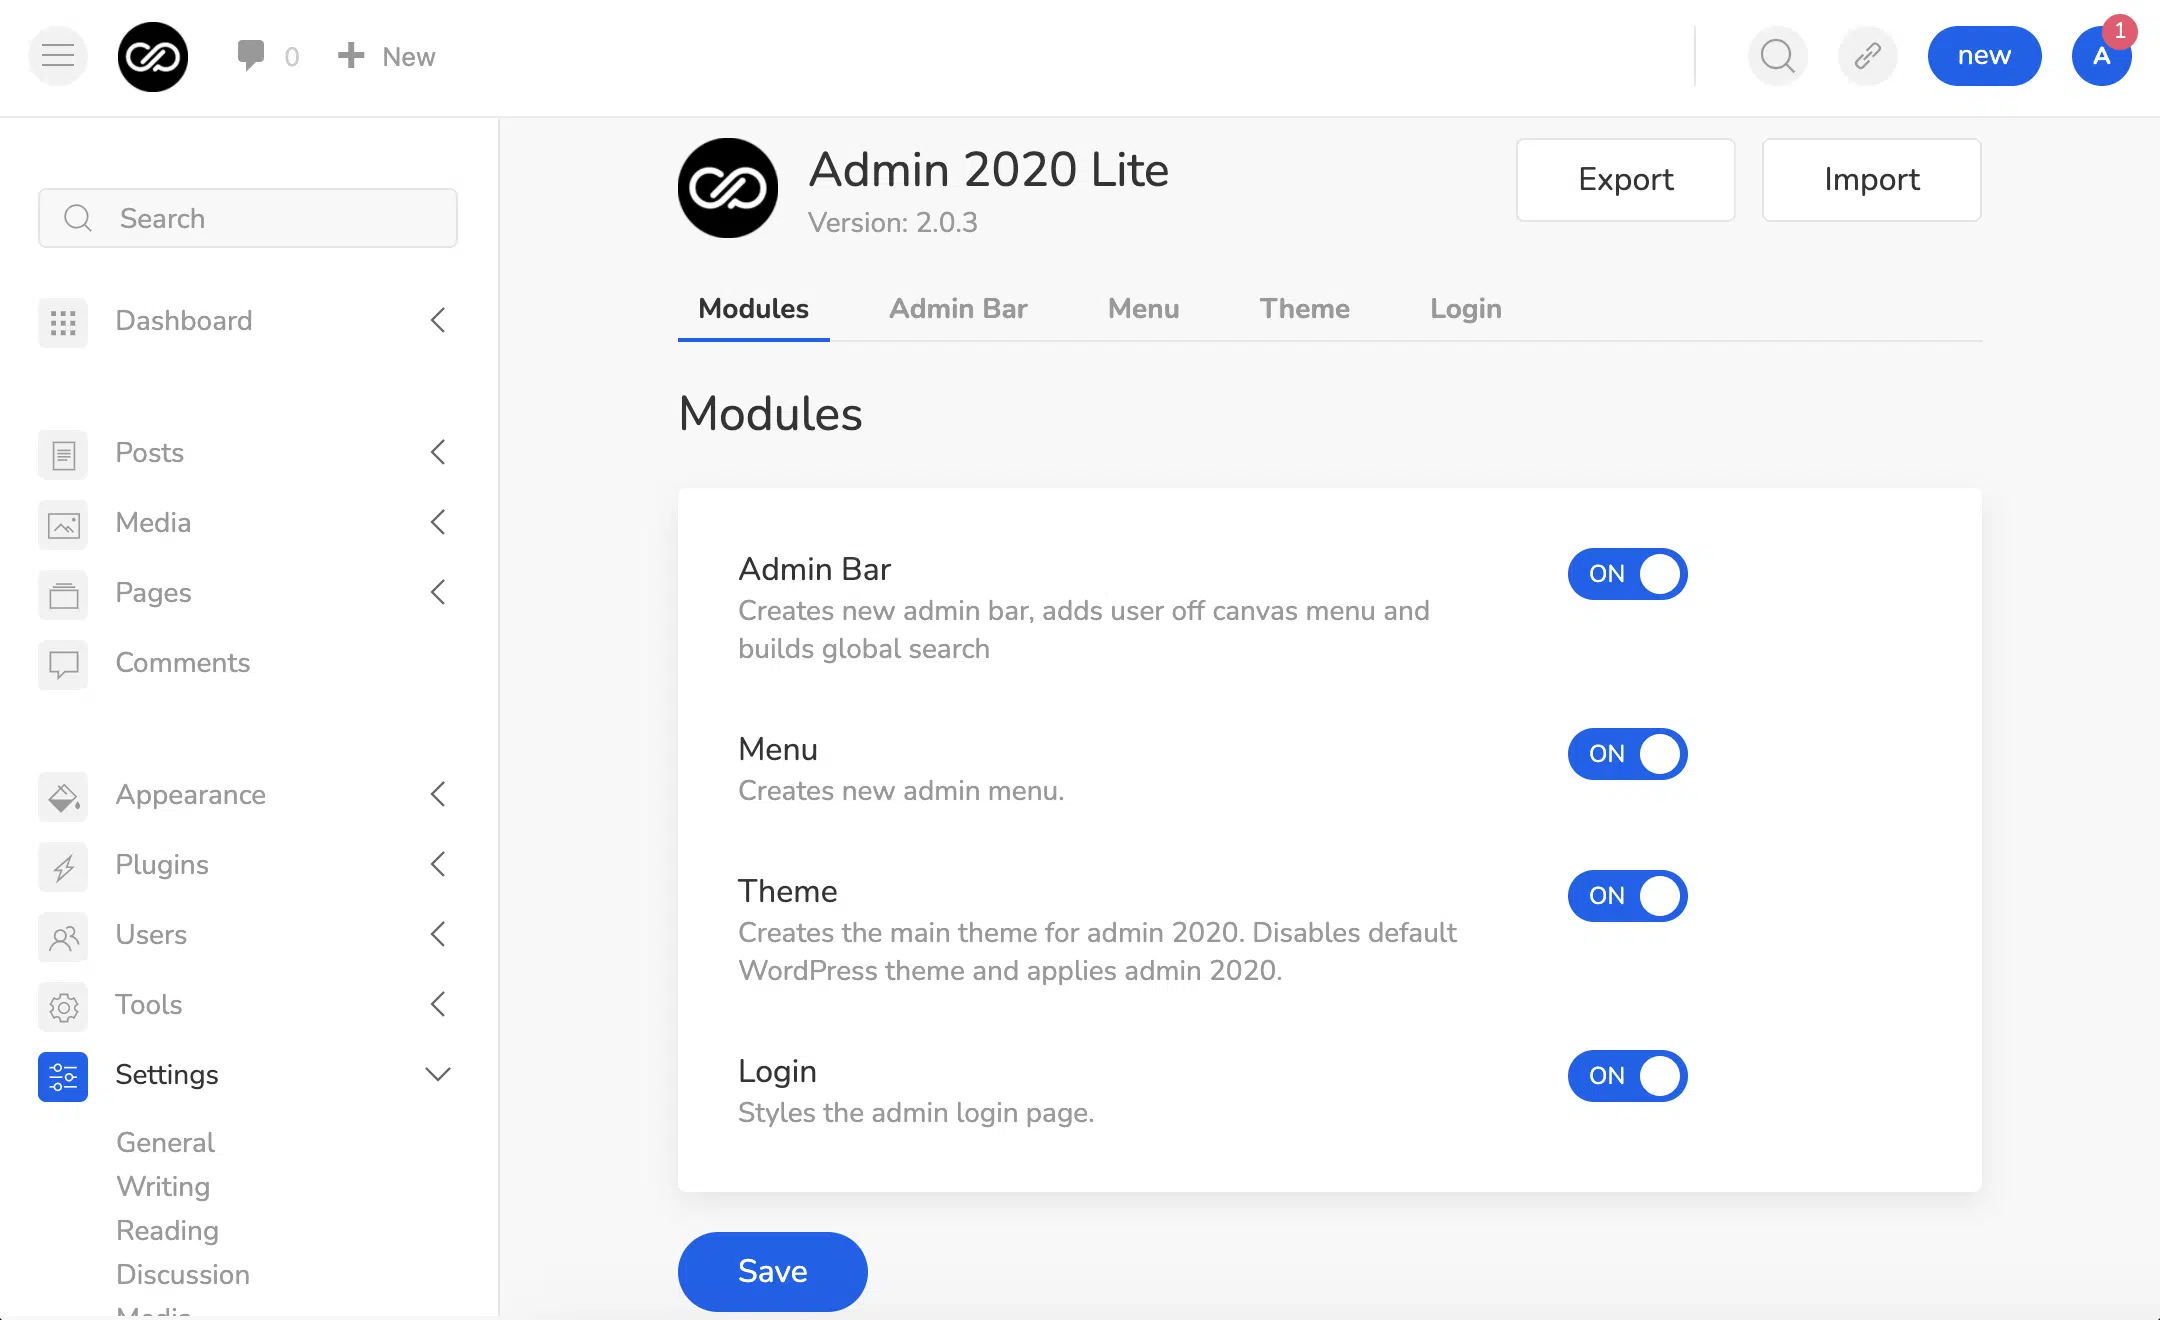 0
New
new
A
1
Search
Dashboard
Posts
Media
Pages
Comments
Appearance
Plugins
Users
Tools
Settings
General
Writing
Reading
Discussion
Media
Admin 2020 Lite
Version: 2.0.3
Export
Import
Modules
Admin Bar
Menu
Theme
Login
Modules
Admin Bar
Creates new admin bar, adds user off canvas menu and
builds global search
ON
Menu
Creates new admin menu.
ON
Theme
Creates the main theme for admin 2020. Disables default
WordPress theme and applies admin 2020.
ON
Login
Styles the admin login page.
ON
Save